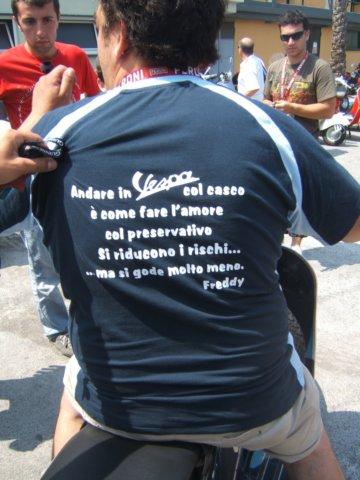 Andare in Vespa col casco
è come fare l'amore
col preservativo
Si riducono i rischi...
..ma si gode molto meno.
Freddy